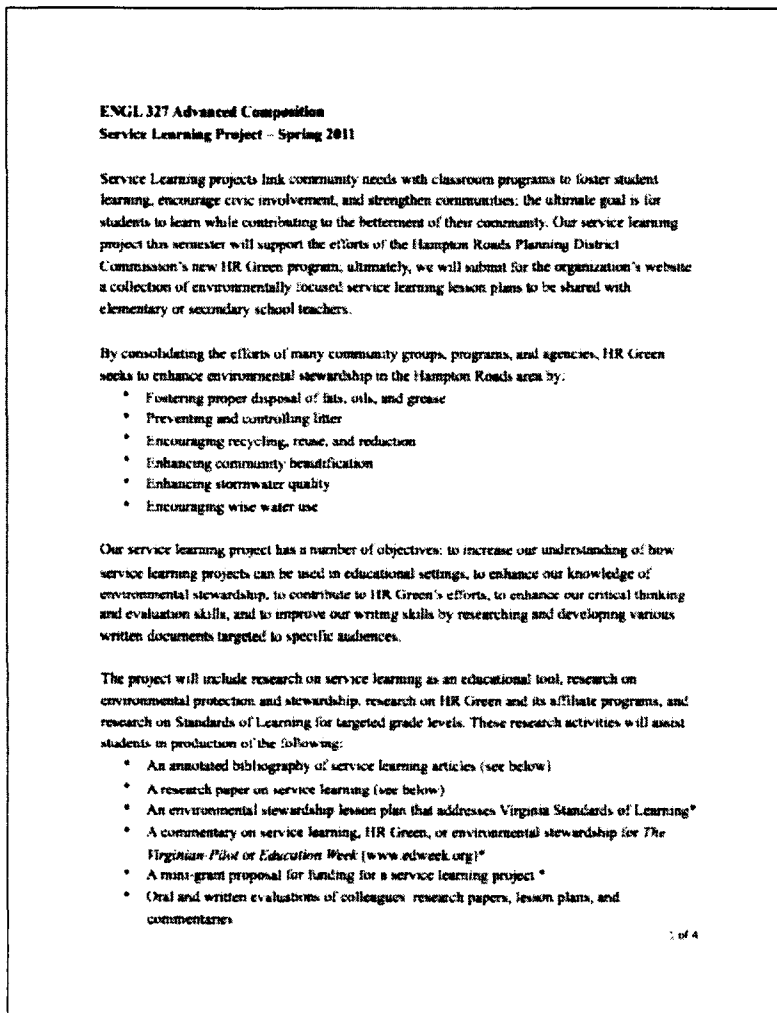 ENGL 327 Advanced Composition
Service Learning Project – Spring 2011
Service Learning projects link community needs with classroom programs to foster student
learning, encourage civic involvement, and strengthen communities; the ultimate goal is for
students to learn while contributing to the betterment of their community. Our service learning
project this semester will support the efforts of the Hampton Roads Planning District
Commission's new HR Green program; ultimately, we will submit for the organization's website
a collection of environmentally focused service learning lesson plans to be shared with
elementary or secondary school teachers.
By consolidating the efforts of many community groups, programs, and agencies, HR Green
seeks to enhance environmental stewardship in the Hampton Roads area by:
* Fostering proper disposal of fats, oils, and grease
* Preventing and controlling litter
* Encouraging recycling, reuse, and reduction
* Enhancing community beautification
* Enhancing stormwater quality
* Encouraging wise water use
Our service learning project has a number of objectives: to increase our understanding of how
service learning projects can be used in educational settings, to enhance our knowledge of
environmental stewardship, to contribute to HR Green's efforts, to enhance our critical thinking
and evaluation skills, and to improve our writing skills by researching and developing various
written documents targeted to specific audiences.
The project will include research on service learning as an educational tool, research on
environmental protection and stewardship, research on HR Green and its affiliate programs, and
research on Standards of Learning for targeted grade levels. These research activities will assist
students in production of the following:
* An annotated bibliography of service learning articles (see below)
* A research paper on service learning (see below)
* An environmental stewardship lesson plan that addresses Virginia Standards of Learning*
* A commentary on service learning, HR Green, or environmental stewardship for The
Virginian-Pilot or Education Week (www.edweek.org)*
* A mini-grant proposal for funding for a service learning project *
* Oral and written evaluations of colleagues' research papers, lesson plans, and
commentaries
of 4